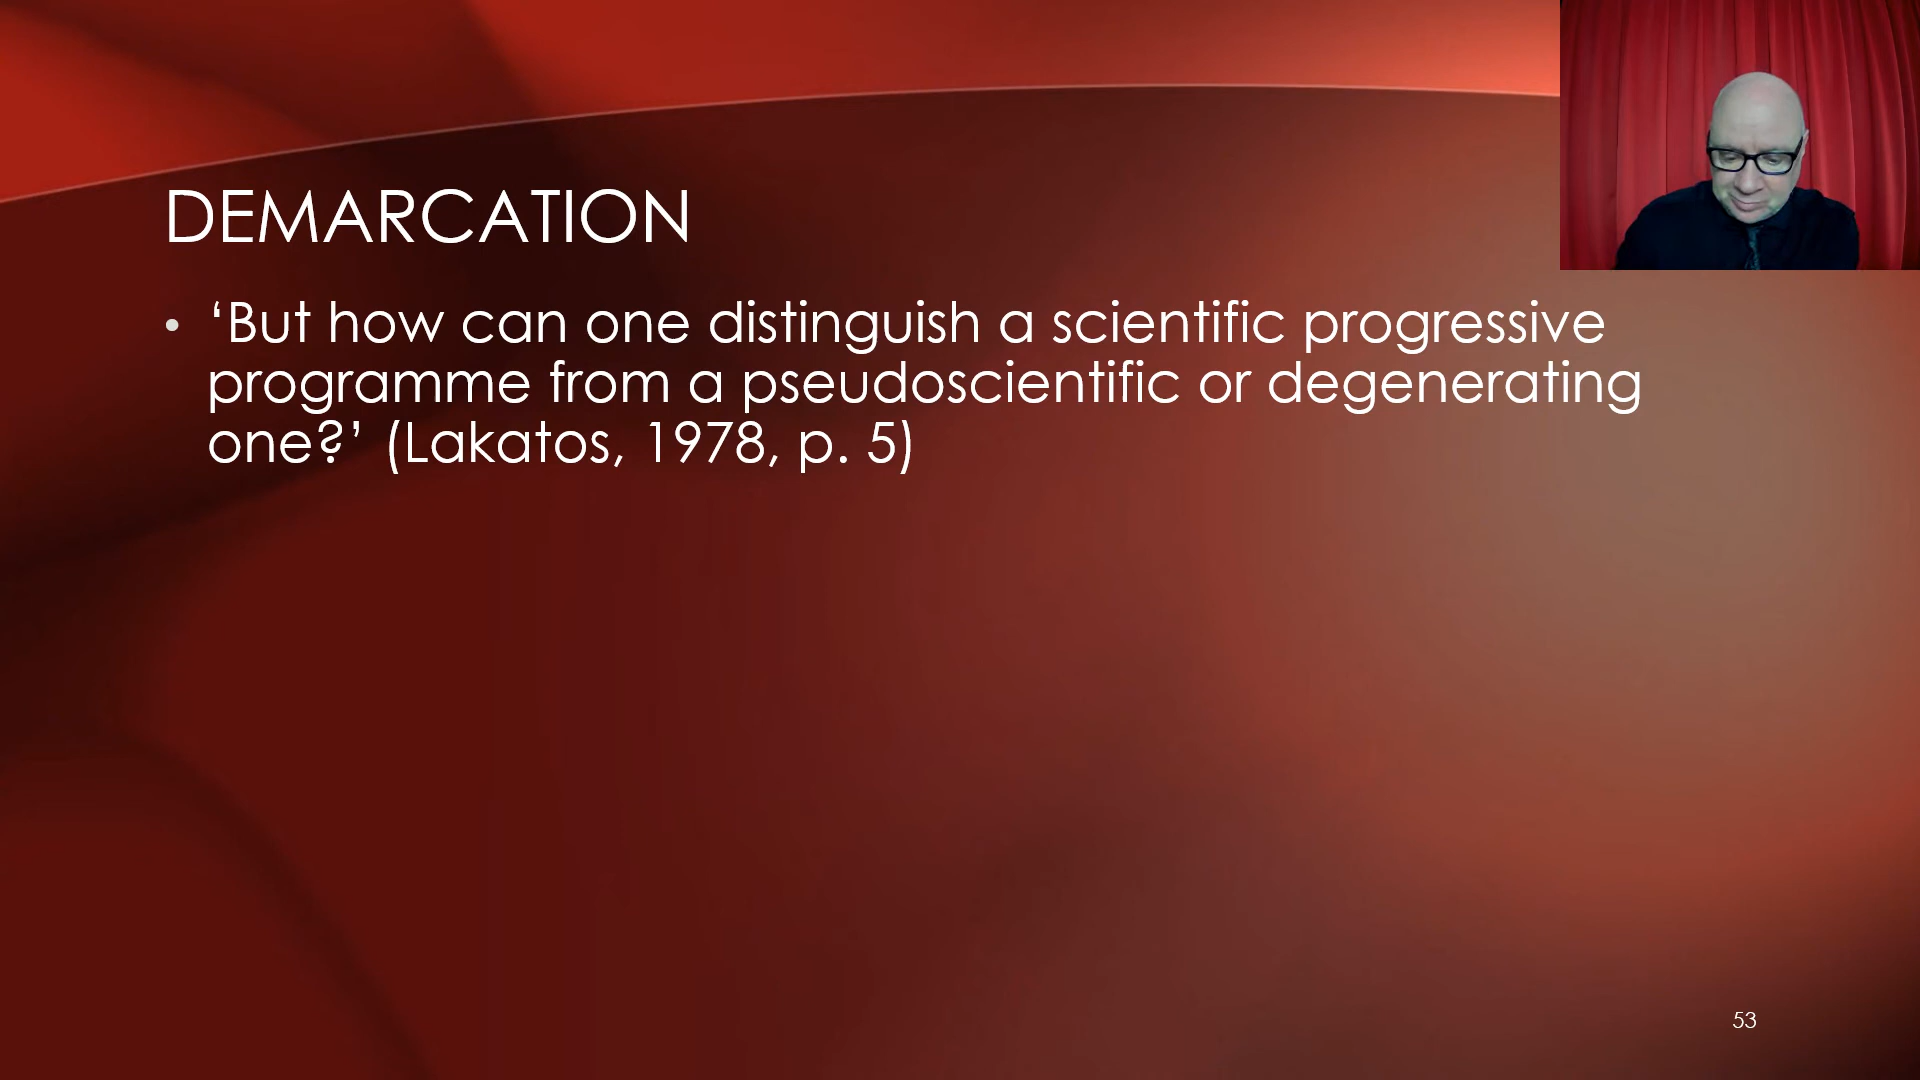 DEMARCATION
• ‘But how can one distinguish a scientific progressive
programme from a pseudoscientific or degenerating
one?’ (Lakatos, 1978, p. 5)
53